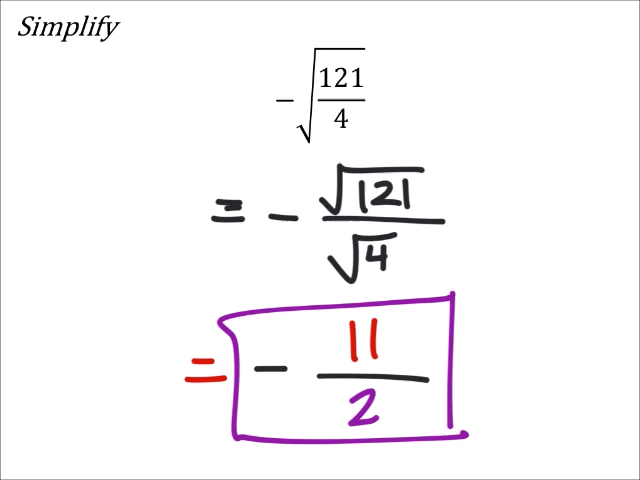 Simplify
−√(121/4)
= − √121/√4
= − 11/2